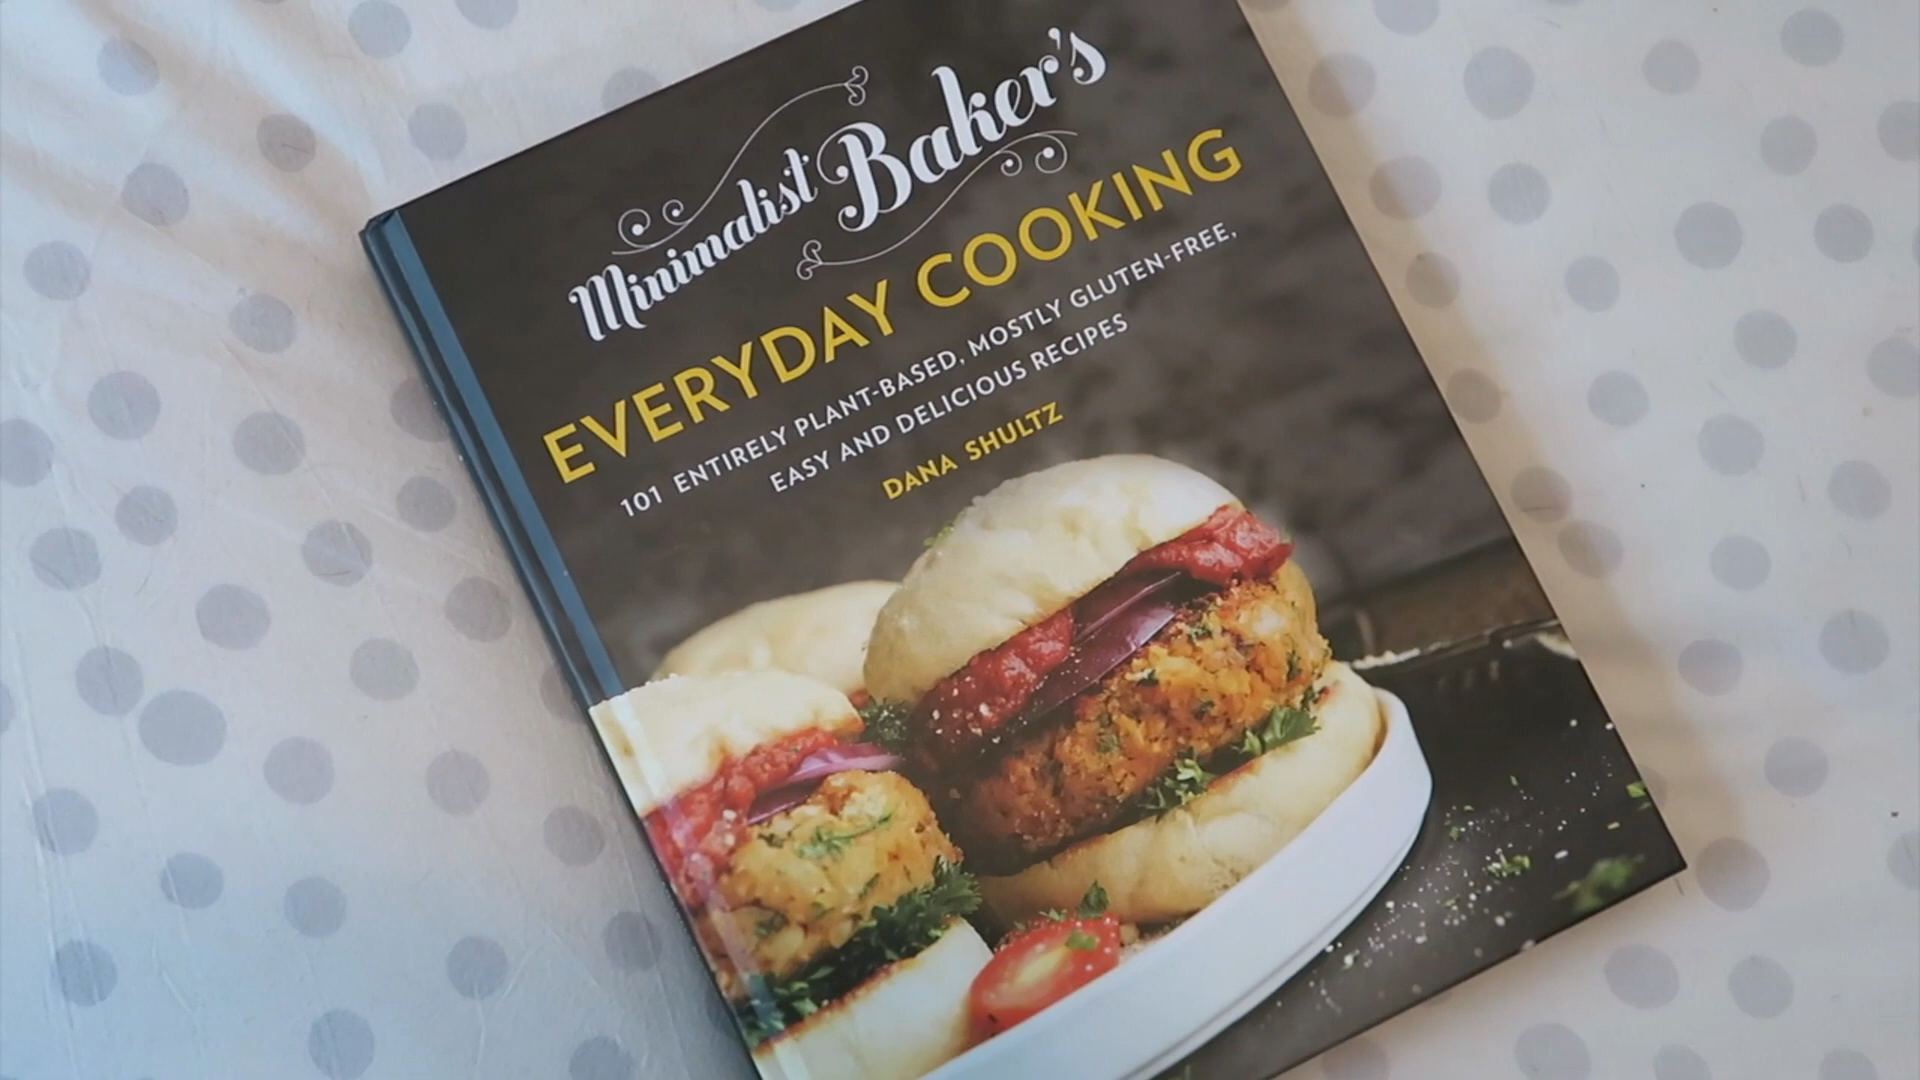 Minimalist Baker's
EVERYDAY COOKING
101 ENTIRELY PLANT-BASED, MOSTLY GLUTEN-FREE,
EASY AND DELICIOUS RECIPES
DANA SHULTZ